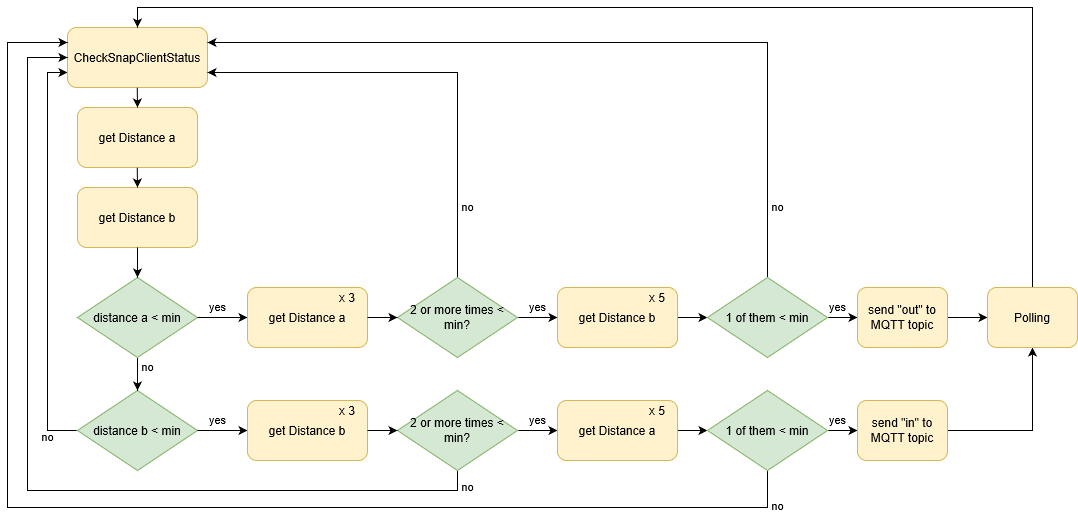 CheckSnapClientStatus
get Distance a
get Distance b
no
no
distance a < min
yes
x 3
get Distance a
2 or more times <
min?
yes
x 5
get Distance b
1 of them < min
yes
send "out" to
MQTT topic
Polling
no
distance b < min
no
yes
x 3
get Distance b
2 or more times <
min?
yes
x 5
get Distance a
1 of them < min
yes
send "in" to
MQTT topic
no
no